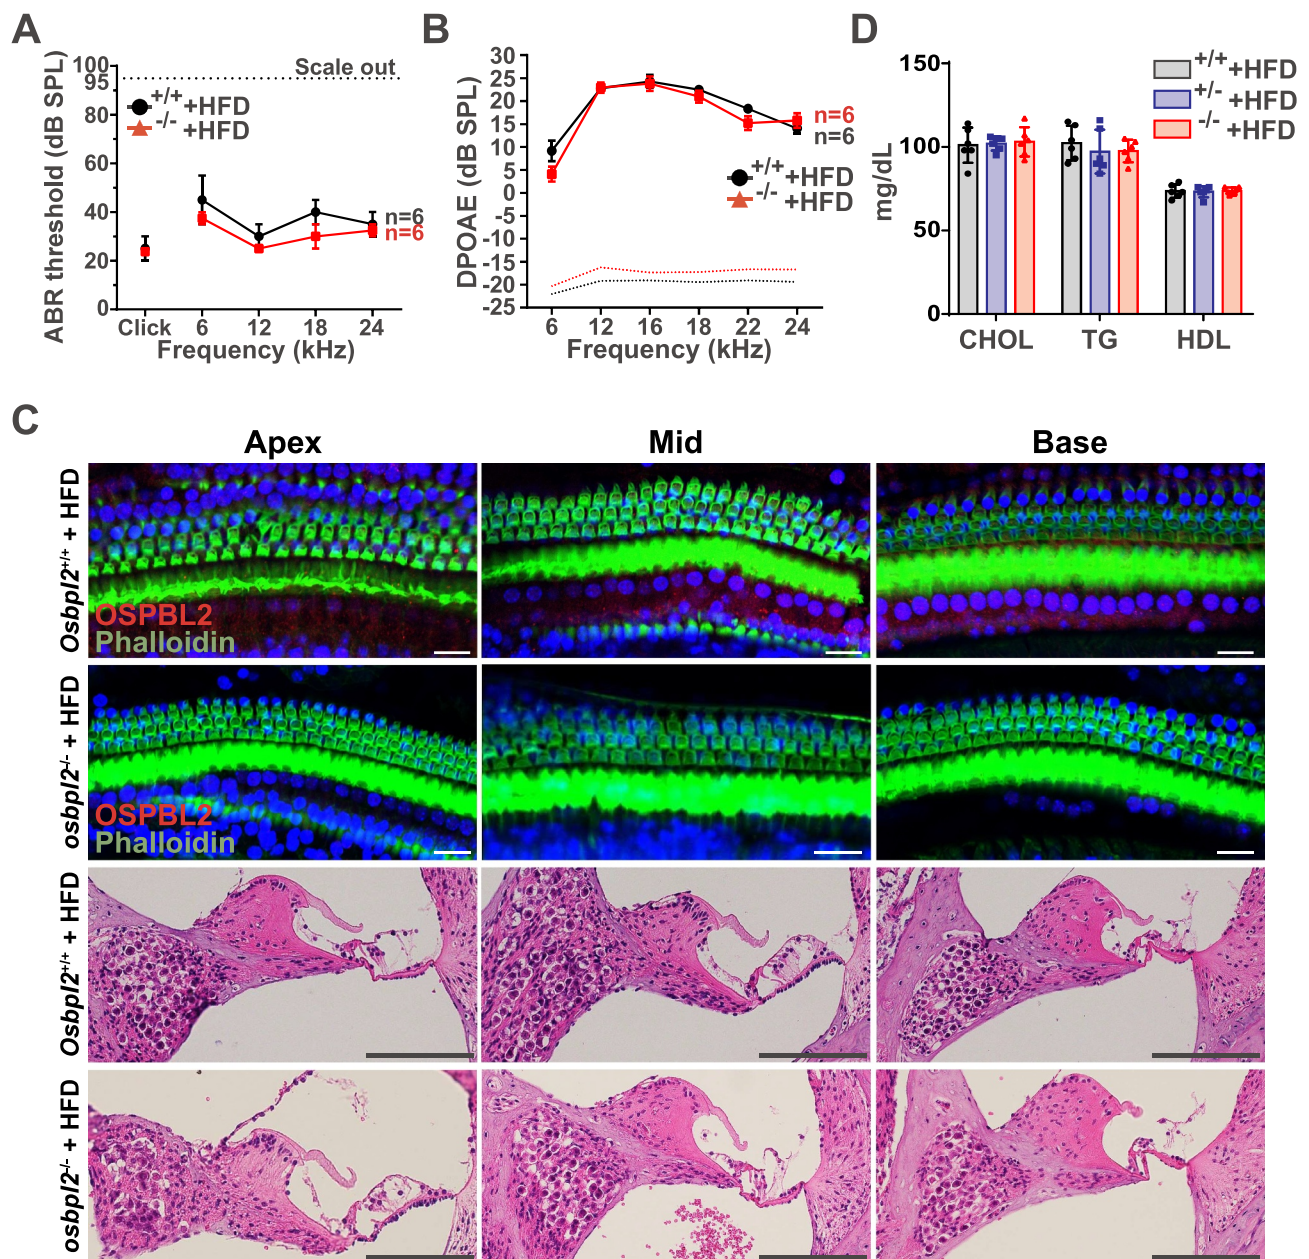 A
ABR threshold (dB SPL)
100
95
80
60
40
20
0
Scale out
+/+ +HFD
-/- +HFD
n=6
n=6
Click 6 12 18 24
Frequency (kHz)
B
DPOAE (dB SPL)
30
25
20
15
10
5
0
-5
-10
-15
-20
-25
n=6
n=6
+/+ +HFD
-/- +HFD
6 12 16 18 22 24
Frequency (kHz)
D
mg/dL
150
100
50
0
+/+ +HFD
+/- +HFD
-/- +HFD
CHOL TG HDL
C
Apex Mid Base
Osbpl2+/+ + HFD
OSPBL2
Phalloidin
osbpl2-/- + HFD
OSPBL2
Phalloidin
Osbpl2+/+ + HFD
osbpl2-/- + HFD